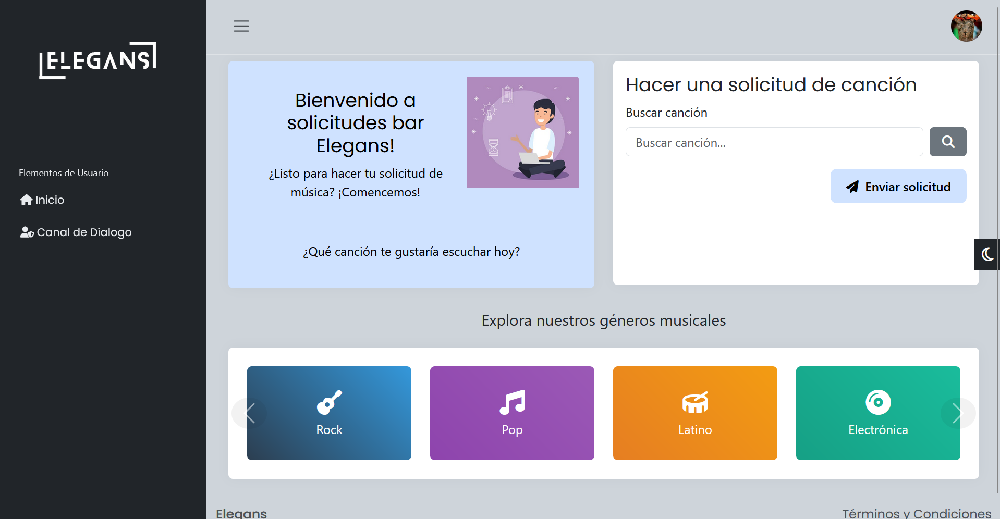 ELEGANS
Elementos de Usuario
Inicio
Canal de Dialogo
Bienvenido a
solicitudes bar
Elegans!
¿Listo para hacer tu solicitud de
música? ¡Comencemos!
¿Qué canción te gustaría escuchar hoy?
Hacer una solicitud de canción
Buscar canción
Buscar canción...
Enviar solicitud
Explora nuestros géneros musicales
Rock
Pop
Latino
Electrónica
Elegans
Términos y Condiciones